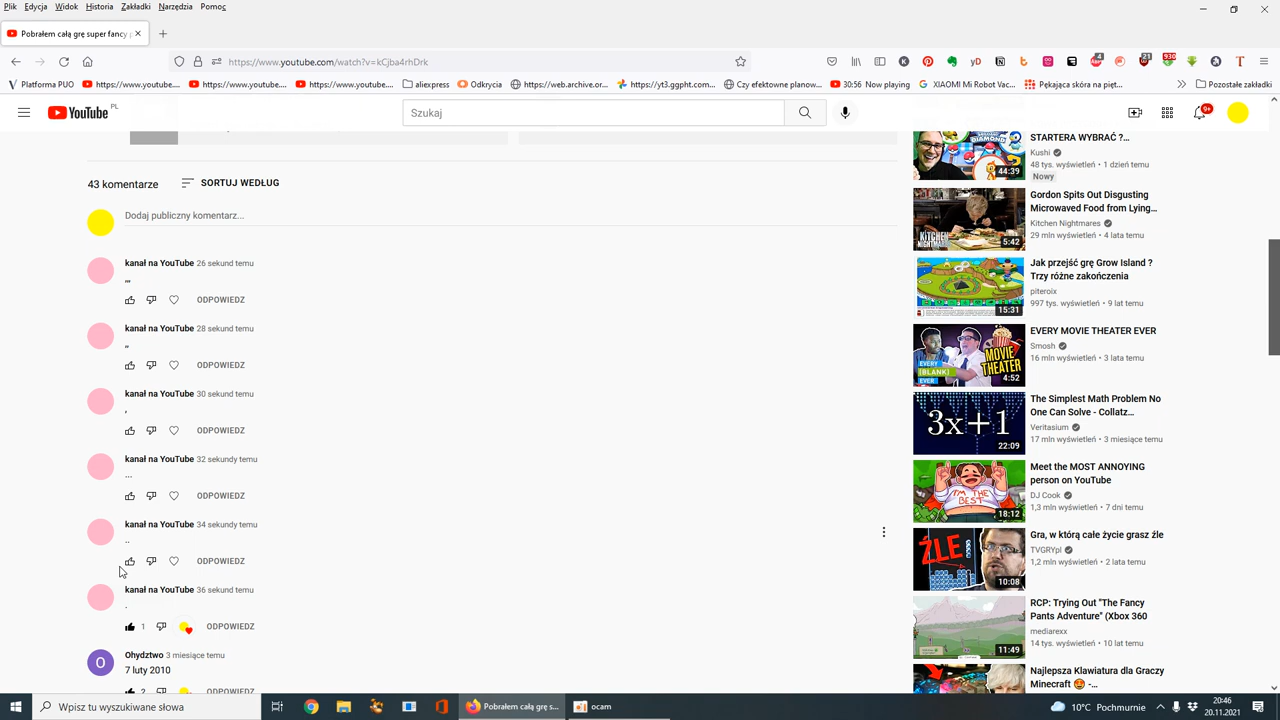 Plik Edycja Widok Historia Zakładki Narzędzia Pomoc
Pobrałem całą grę super fancy p
https://www.youtube.com/watch?v=kCjbdsrhDrk
Platforma PUO https://www.youtube.... https://www.youtube.... https://www.youtube.... aliexpress Odkrycia https://web.archive.or... https://yt3.ggpht.com... Czy efektowne planow... 30:56 Now playing XIAOMI Mi Robot Vac... Pękająca skóra na pięt... Pozostałe zakładki
YouTube PL
Szukaj
9+
43 komentarze
SORTUJ WEDŁUG
Dodaj publiczny komentarz...
kanał na YouTube 26 sekund temu
,,,
ODPOWIEDZ
kanał na YouTube 28 sekund temu
,,
ODPOWIEDZ
kanał na YouTube 30 sekund temu
,
ODPOWIEDZ
kanał na YouTube 32 sekundy temu
...
ODPOWIEDZ
kanał na YouTube 34 sekundy temu
..
ODPOWIEDZ
kanał na YouTube 36 sekund temu
.
1 ODPOWIEDZ
O
Ohydztwo 3 miesiące temu
7 luty 2010
2 ODPOWIEDZ
STARTERA WYBRAĆ ?...
Kushi
48 tys. wyświetleń • 1 dzień temu
Nowy
44:39
Gordon Spits Out Disgusting
Microwaved Food from Lying...
Kitchen Nightmares
29 mln wyświetleń • 4 lata temu
KITCHEN
NIGHTMARES
5:42
Jak przejść grę Grow Island ?
Trzy różne zakończenia
piteroix
997 tys. wyświetleń • 9 lat temu
15:31
EVERY MOVIE THEATER EVER
Smosh
16 mln wyświetleń • 3 lata temu
EVERY
[BLANK]
EVER
MOVIE
THEATER
4:52
The Simplest Math Problem No
One Can Solve - Collatz...
Veritasium
17 mln wyświetleń • 3 miesiące temu
3x+1
22:09
Meet the MOST ANNOYING
person on YouTube
DJ Cook
1,3 mln wyświetleń • 7 dni temu
I'M THE
BEST
18:12
Gra, w którą całe życie grasz źle
TVGRYpl
1,2 mln wyświetleń • 2 lata temu
ŹLE
10:08
RCP: Trying Out "The Fancy
Pants Adventure" (Xbox 360
mediarexx
14 tys. wyświetleń • 10 lat temu
11:49
Najlepsza Klawiatura dla Graczy
Minecraft 🤩 -...
Wpisz tu wyszukiwane słowa
Pobrałem całą grę s...
ocam
10°C Pochmurnie
20:46
20.11.2021